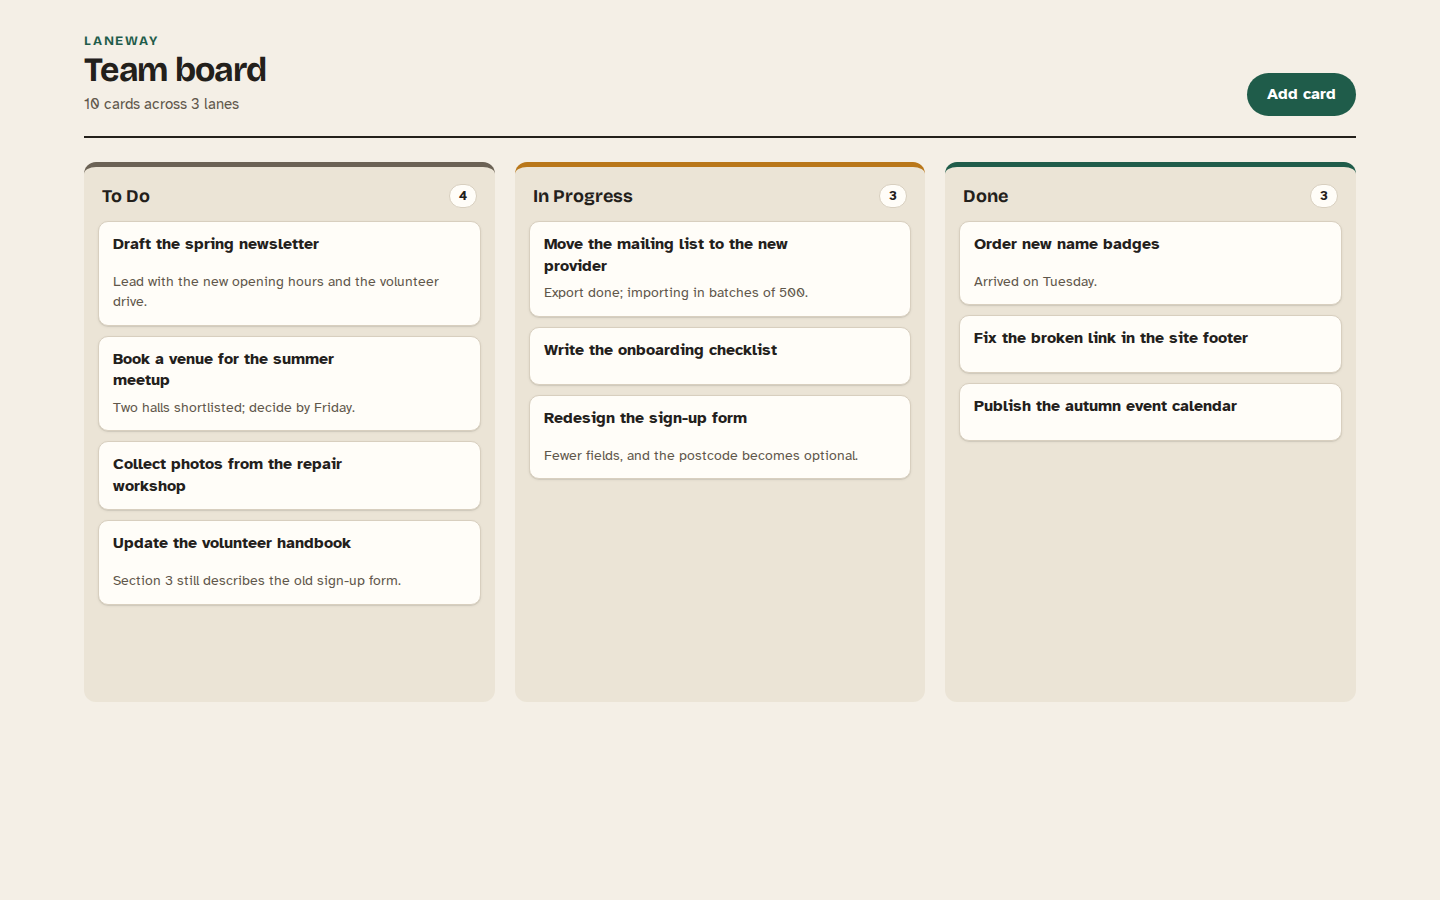 LANEWAY
Team board
10 cards across 3 lanes
Add card
To Do
4
Draft the spring newsletter
Lead with the new opening hours and the volunteer
drive.
Book a venue for the summer
meetup
Two halls shortlisted; decide by Friday.
Collect photos from the repair
workshop
Update the volunteer handbook
Section 3 still describes the old sign-up form.
In Progress
3
Move the mailing list to the new
provider
Export done; importing in batches of 500.
Write the onboarding checklist
Redesign the sign-up form
Fewer fields, and the postcode becomes optional.
Done
3
Order new name badges
Arrived on Tuesday.
Fix the broken link in the site footer
Publish the autumn event calendar